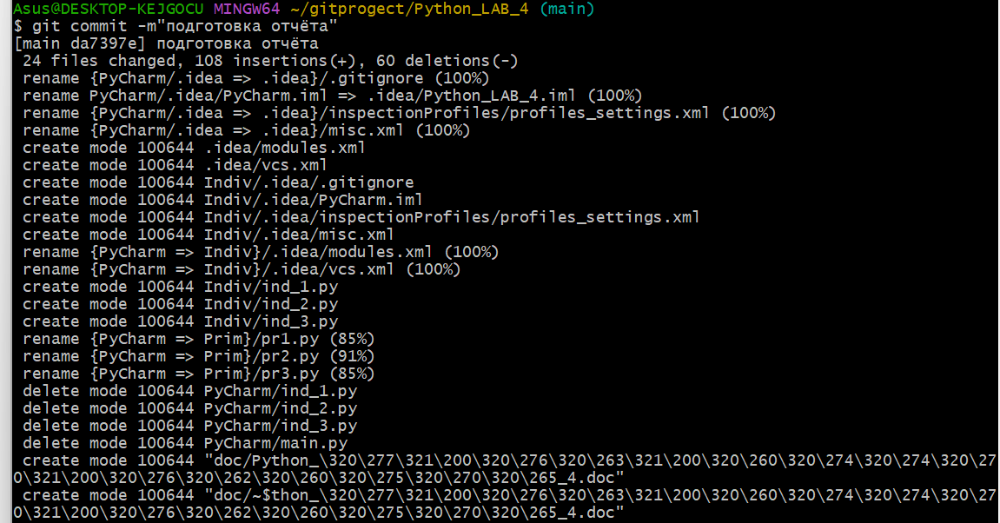 Asus@DESKTOP-KEJGOCU MINGW64 ~/gitprogect/Python_LAB_4 (main)
$ git commit -m"подготовка отчёта"
[main da7397e] подготовка отчёта
 24 files changed, 108 insertions(+), 60 deletions(-)
 rename {PyCharm/.idea => .idea}/.gitignore (100%)
 rename PyCharm/.idea/PyCharm.iml => .idea/Python_LAB_4.iml (100%)
 rename {PyCharm/.idea => .idea}/inspectionProfiles/profiles_settings.xml (100%)
 rename {PyCharm/.idea => .idea}/misc.xml (100%)
 create mode 100644 .idea/modules.xml
 create mode 100644 .idea/vcs.xml
 create mode 100644 Indiv/.idea/.gitignore
 create mode 100644 Indiv/.idea/PyCharm.iml
 create mode 100644 Indiv/.idea/inspectionProfiles/profiles_settings.xml
 create mode 100644 Indiv/.idea/misc.xml
 rename {PyCharm => Indiv}/.idea/modules.xml (100%)
 rename {PyCharm => Indiv}/.idea/vcs.xml (100%)
 create mode 100644 Indiv/ind_1.py
 create mode 100644 Indiv/ind_2.py
 create mode 100644 Indiv/ind_3.py
 rename {PyCharm => Prim}/pr1.py (85%)
 rename {PyCharm => Prim}/pr2.py (91%)
 rename {PyCharm => Prim}/pr3.py (85%)
 delete mode 100644 PyCharm/ind_1.py
 delete mode 100644 PyCharm/ind_2.py
 delete mode 100644 PyCharm/ind_3.py
 delete mode 100644 PyCharm/main.py
 create mode 100644 "doc/Python_\320\277\321\200\320\276\320\263\321\200\320\260\320\274\320\274\320\27
0\321\200\320\276\320\262\320\260\320\275\320\270\320\265_4.doc"
 create mode 100644 "doc/~$thon_\320\277\321\200\320\276\320\263\321\200\320\260\320\274\320\274\320\27
0\321\200\320\276\320\262\320\260\320\275\320\270\320\265_4.doc"